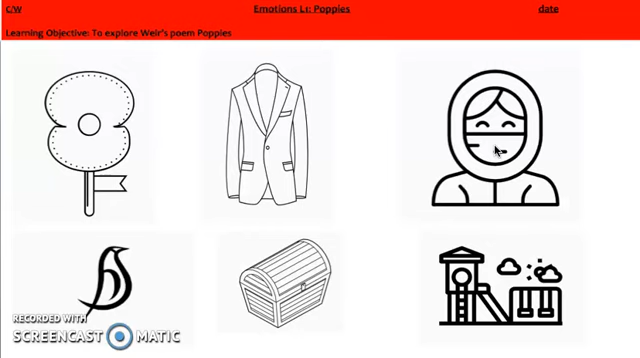 C/W
Emotions L1: Poppies
date
Learning Objective: To explore Weir's poem Poppies
RECORDED WITH
SCREENCAST MATIC